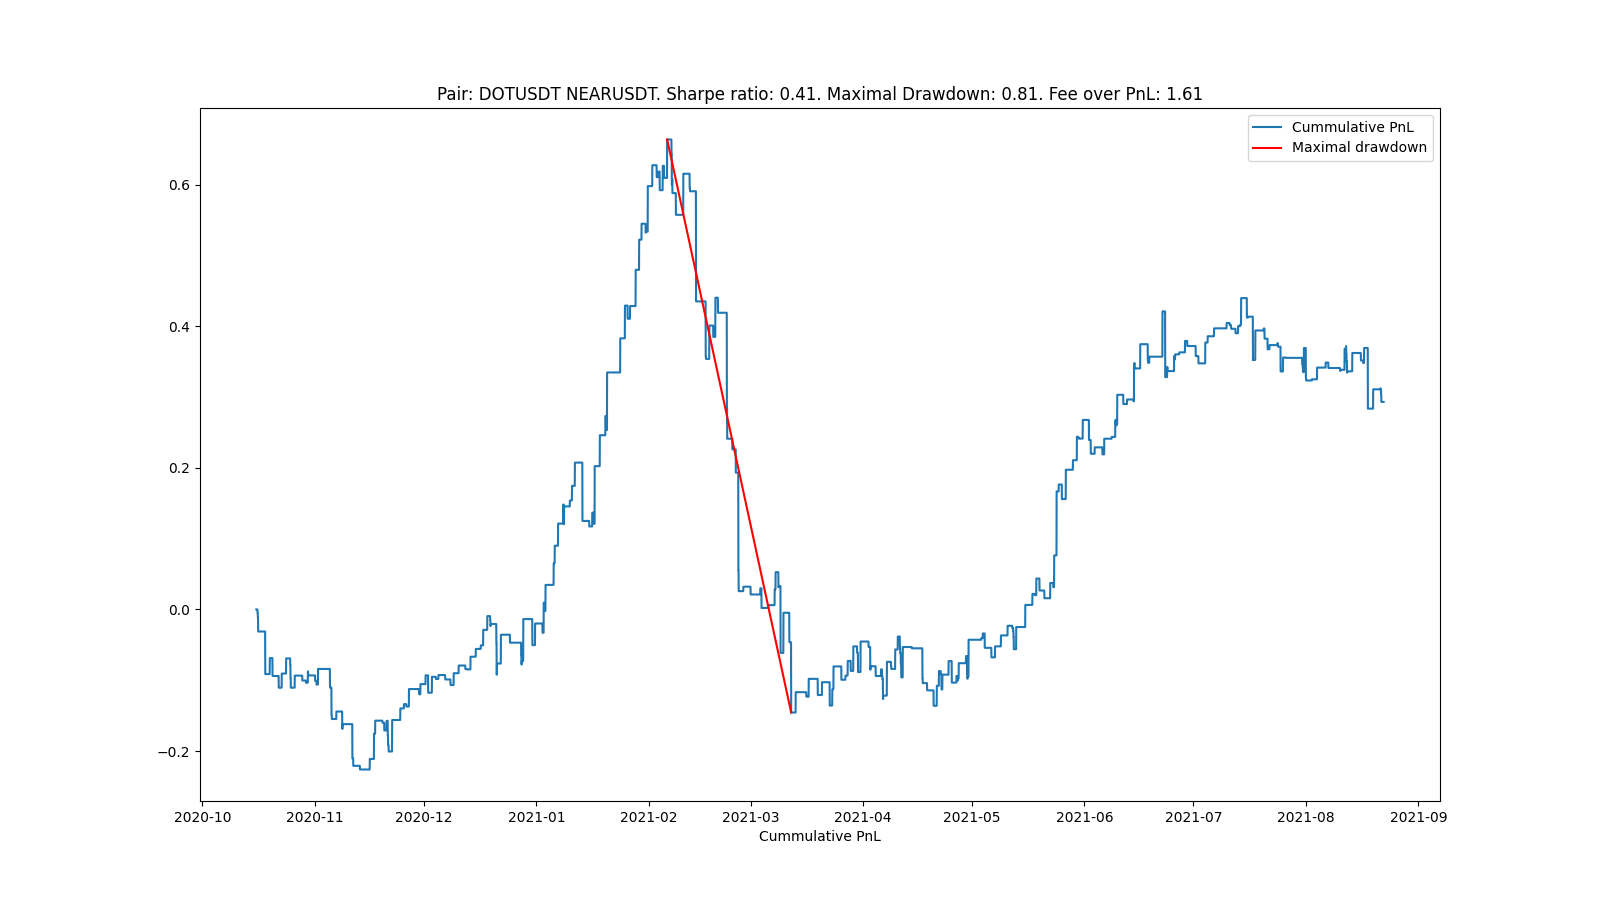 Pair: DOTUSDT NEARUSDT. Sharpe ratio: 0.41. Maximal Drawdown: 0.81. Fee over PnL: 1.61
Cummulative PnL
Maximal drawdown
0.6
0.4
0.2
0.0
−0.2
2020-10 2020-11 2020-12 2021-01 2021-02 2021-03 2021-04 2021-05 2021-06 2021-07 2021-08 2021-09
Cummulative PnL